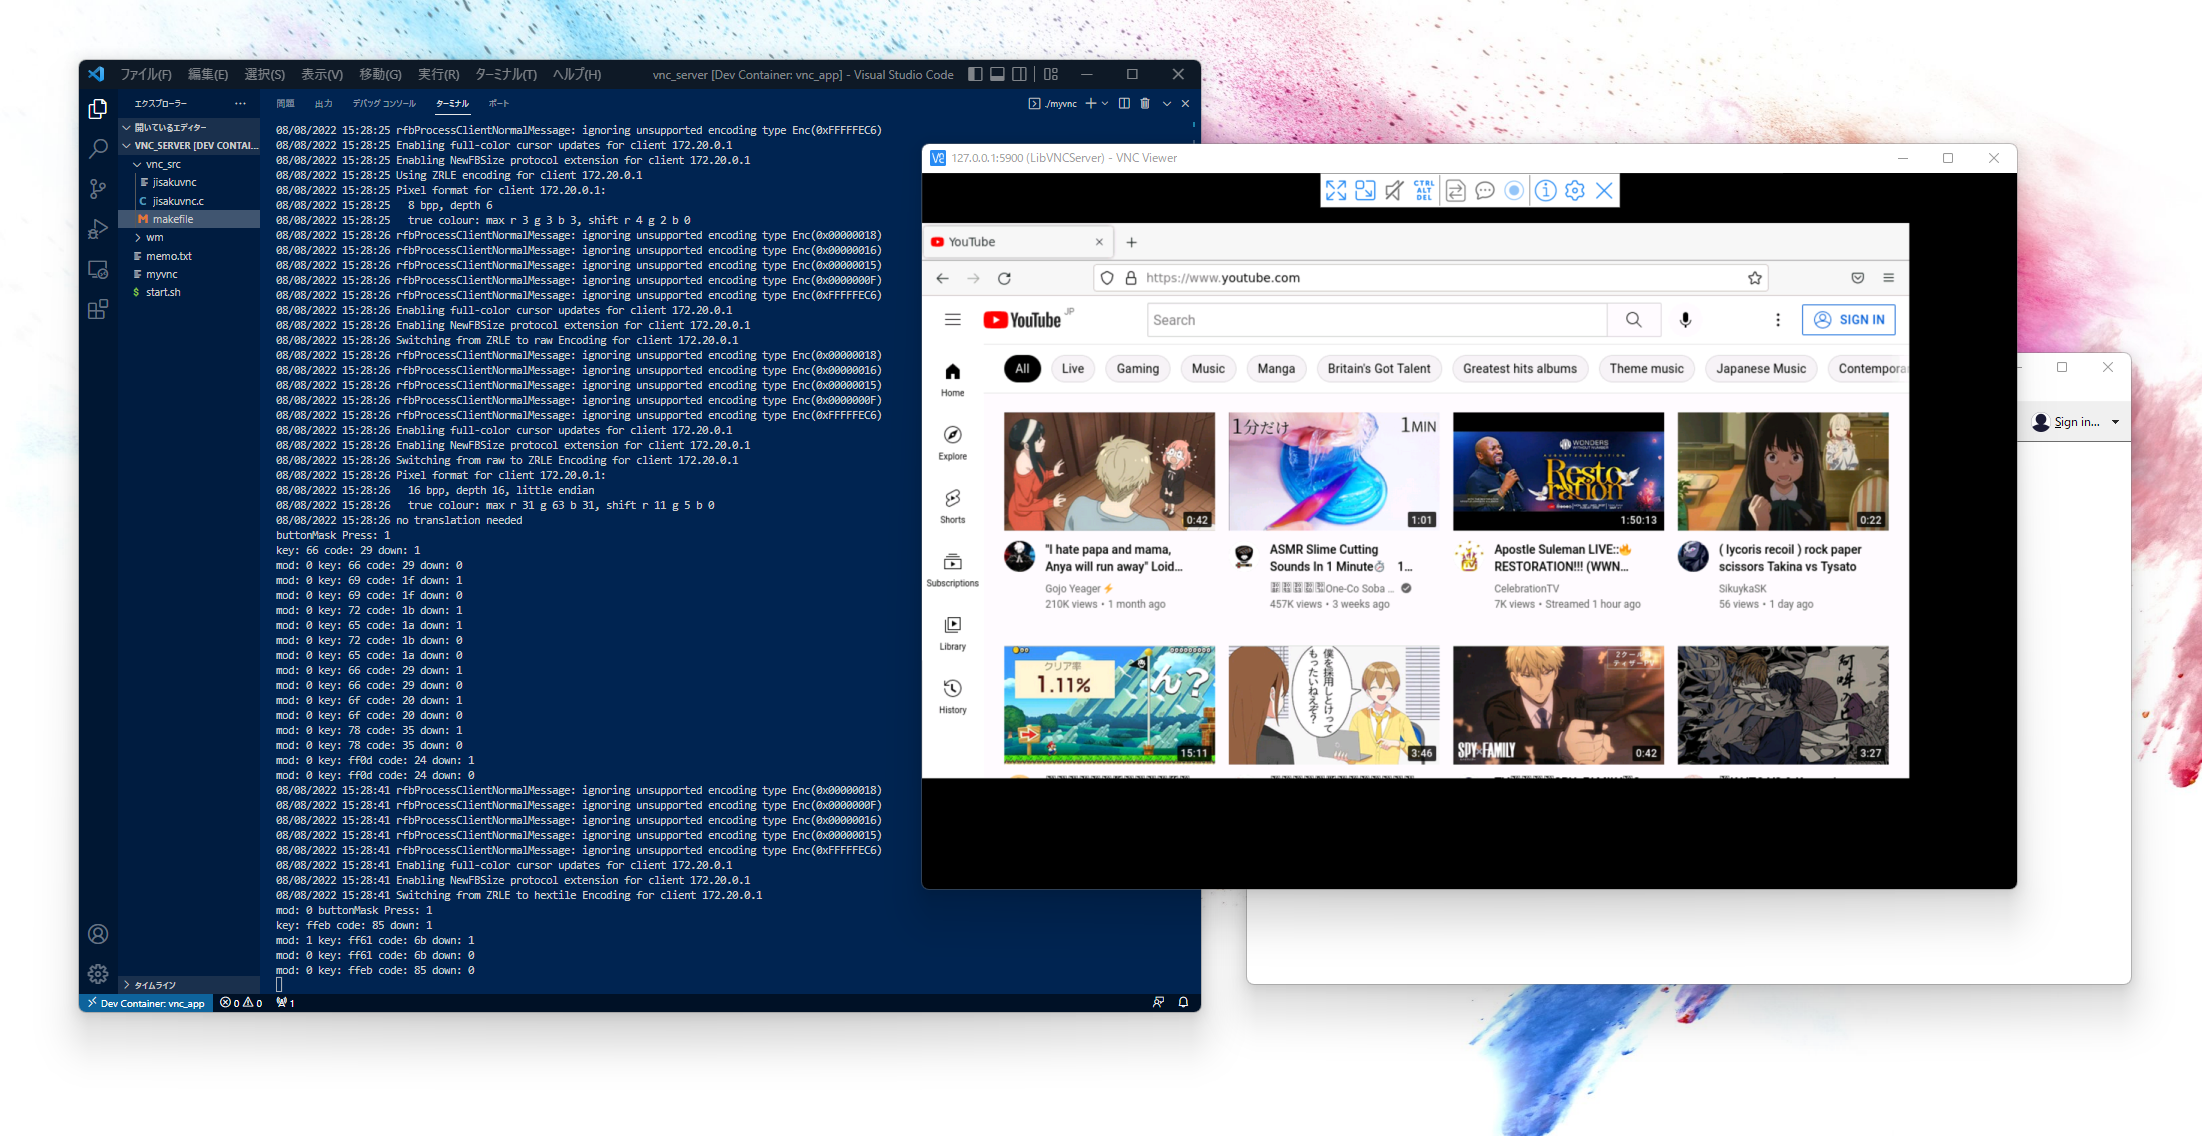 ファイル(F) 編集(E) 選択(S) 表示(V) 移動(G) 実行(R) ターミナル(T) ヘルプ(H) vnc_server [Dev Container: vnc_app] - Visual Studio Code
エクスプローラー
開いているエディター
VNC_SERVER [DEV CONTAI...
vnc_src
jisakuvnc
C jisakuvnc.c
M makefile
wm
memo.txt
myvnc
$ start.sh
タイムライン
問題 出力 デバッグ コンソール ターミナル ポート ./myvnc
08/08/2022 15:28:25 rfbProcessClientNormalMessage: ignoring unsupported encoding type Enc(0xFFFFFEC6)
08/08/2022 15:28:25 Enabling full-color cursor updates for client 172.20.0.1
08/08/2022 15:28:25 Enabling NewFBSize protocol extension for client 172.20.0.1
08/08/2022 15:28:25 Using ZRLE encoding for client 172.20.0.1
08/08/2022 15:28:25 Pixel format for client 172.20.0.1:
08/08/2022 15:28:25 8 bpp, depth 6
08/08/2022 15:28:25 true colour: max r 3 g 3 b 3, shift r 4 g 2 b 0
08/08/2022 15:28:26 rfbProcessClientNormalMessage: ignoring unsupported encoding type Enc(0x00000018)
08/08/2022 15:28:26 rfbProcessClientNormalMessage: ignoring unsupported encoding type Enc(0x00000016)
08/08/2022 15:28:26 rfbProcessClientNormalMessage: ignoring unsupported encoding type Enc(0x00000015)
08/08/2022 15:28:26 rfbProcessClientNormalMessage: ignoring unsupported encoding type Enc(0x0000000F)
08/08/2022 15:28:26 rfbProcessClientNormalMessage: ignoring unsupported encoding type Enc(0xFFFFFEC6)
08/08/2022 15:28:26 Enabling full-color cursor updates for client 172.20.0.1
08/08/2022 15:28:26 Enabling NewFBSize protocol extension for client 172.20.0.1
08/08/2022 15:28:26 Switching from ZRLE to raw Encoding for client 172.20.0.1
08/08/2022 15:28:26 rfbProcessClientNormalMessage: ignoring unsupported encoding type Enc(0x00000018)
08/08/2022 15:28:26 rfbProcessClientNormalMessage: ignoring unsupported encoding type Enc(0x00000016)
08/08/2022 15:28:26 rfbProcessClientNormalMessage: ignoring unsupported encoding type Enc(0x00000015)
08/08/2022 15:28:26 rfbProcessClientNormalMessage: ignoring unsupported encoding type Enc(0x0000000F)
08/08/2022 15:28:26 rfbProcessClientNormalMessage: ignoring unsupported encoding type Enc(0xFFFFFEC6)
08/08/2022 15:28:26 Enabling full-color cursor updates for client 172.20.0.1
08/08/2022 15:28:26 Enabling NewFBSize protocol extension for client 172.20.0.1
08/08/2022 15:28:26 Switching from raw to ZRLE Encoding for client 172.20.0.1
08/08/2022 15:28:26 Pixel format for client 172.20.0.1:
08/08/2022 15:28:26 16 bpp, depth 16, little endian
08/08/2022 15:28:26 true colour: max r 31 g 63 b 31, shift r 11 g 5 b 0
08/08/2022 15:28:26 no translation needed
buttonMask Press: 1
key: 66 code: 29 down: 1
mod: 0 key: 66 code: 29 down: 0
mod: 0 key: 69 code: 1f down: 1
mod: 0 key: 69 code: 1f down: 0
mod: 0 key: 72 code: 1b down: 1
mod: 0 key: 65 code: 1a down: 1
mod: 0 key: 72 code: 1b down: 0
mod: 0 key: 65 code: 1a down: 0
mod: 0 key: 66 code: 29 down: 1
mod: 0 key: 66 code: 29 down: 0
mod: 0 key: 6f code: 20 down: 1
mod: 0 key: 6f code: 20 down: 0
mod: 0 key: 78 code: 35 down: 1
mod: 0 key: 78 code: 35 down: 0
mod: 0 key: ff0d code: 24 down: 1
mod: 0 key: ff0d code: 24 down: 0
08/08/2022 15:28:41 rfbProcessClientNormalMessage: ignoring unsupported encoding type Enc(0x00000018)
08/08/2022 15:28:41 rfbProcessClientNormalMessage: ignoring unsupported encoding type Enc(0x0000000F)
08/08/2022 15:28:41 rfbProcessClientNormalMessage: ignoring unsupported encoding type Enc(0x00000016)
08/08/2022 15:28:41 rfbProcessClientNormalMessage: ignoring unsupported encoding type Enc(0x00000015)
08/08/2022 15:28:41 rfbProcessClientNormalMessage: ignoring unsupported encoding type Enc(0xFFFFFEC6)
08/08/2022 15:28:41 Enabling full-color cursor updates for client 172.20.0.1
08/08/2022 15:28:41 Enabling NewFBSize protocol extension for client 172.20.0.1
08/08/2022 15:28:41 Switching from ZRLE to hextile Encoding for client 172.20.0.1
mod: 0 buttonMask Press: 1
key: ffeb code: 85 down: 1
mod: 1 key: ff61 code: 6b down: 1
mod: 0 key: ff61 code: 6b down: 0
mod: 0 key: ffeb code: 85 down: 0
Dev Container: vnc_app 0 0 1
127.0.0.1:5900 (LibVNCServer) - VNC Viewer
CTRL ALT DEL
YouTube
https://www.youtube.com
YouTube JP
Search
SIGN IN
All Live Gaming Music Manga Britain's Got Talent Greatest hits albums Theme music Japanese Music Contempora
Home
Explore
Shorts
Subscriptions
Library
History
0:42
"I hate papa and mama,
Anya will run away" Loid...
Gojo Yeager ⚡
210K views • 1 month ago
1分だけ 1MIN
1:01
ASMR Slime Cutting
Sounds In 1 Minute⏱ 1...
One-Co Soba ...
457K views • 3 weeks ago
WONDERS
Restoration
1:50:13
Apostle Suleman LIVE::🔥
RESTORATION!!! (WWN...
CelebrationTV
7K views • Streamed 1 hour ago
0:22
( lycoris recoil ) rock paper
scissors Takina vs Tysato
SikuykaSK
56 views • 1 day ago
クリア率
1.11%
ん?
15:11
僕を採用しとけって
もったいねえぞ?
3:46
2クール
ティザーPV
SPY×FAMILY
0:42
阿吽の
3:27
Sign in...